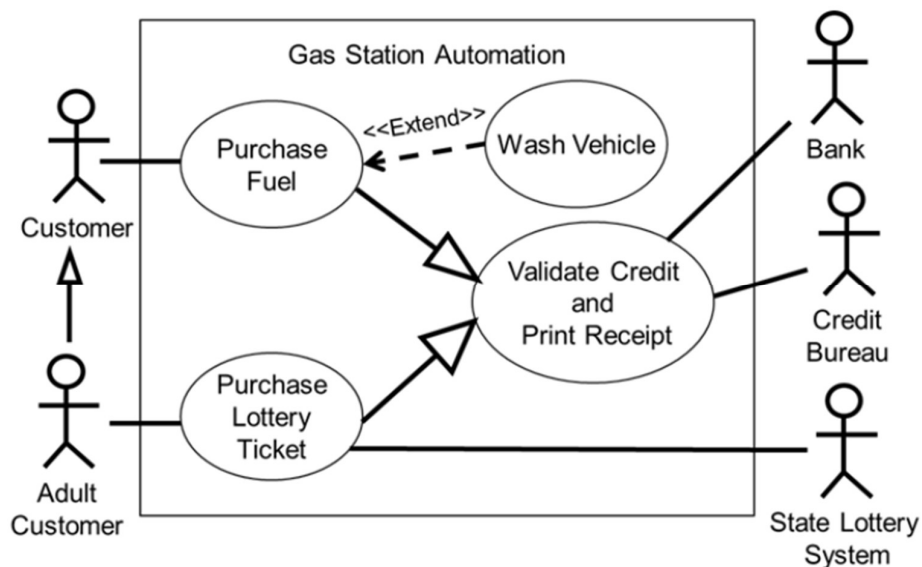 Gas Station Automation
<<Extend>>
Purchase
Fuel
Wash Vehicle
Customer
Bank
Validate Credit
and
Print Receipt
Credit
Bureau
Purchase
Lottery
Ticket
Adult
Customer
State Lottery
System